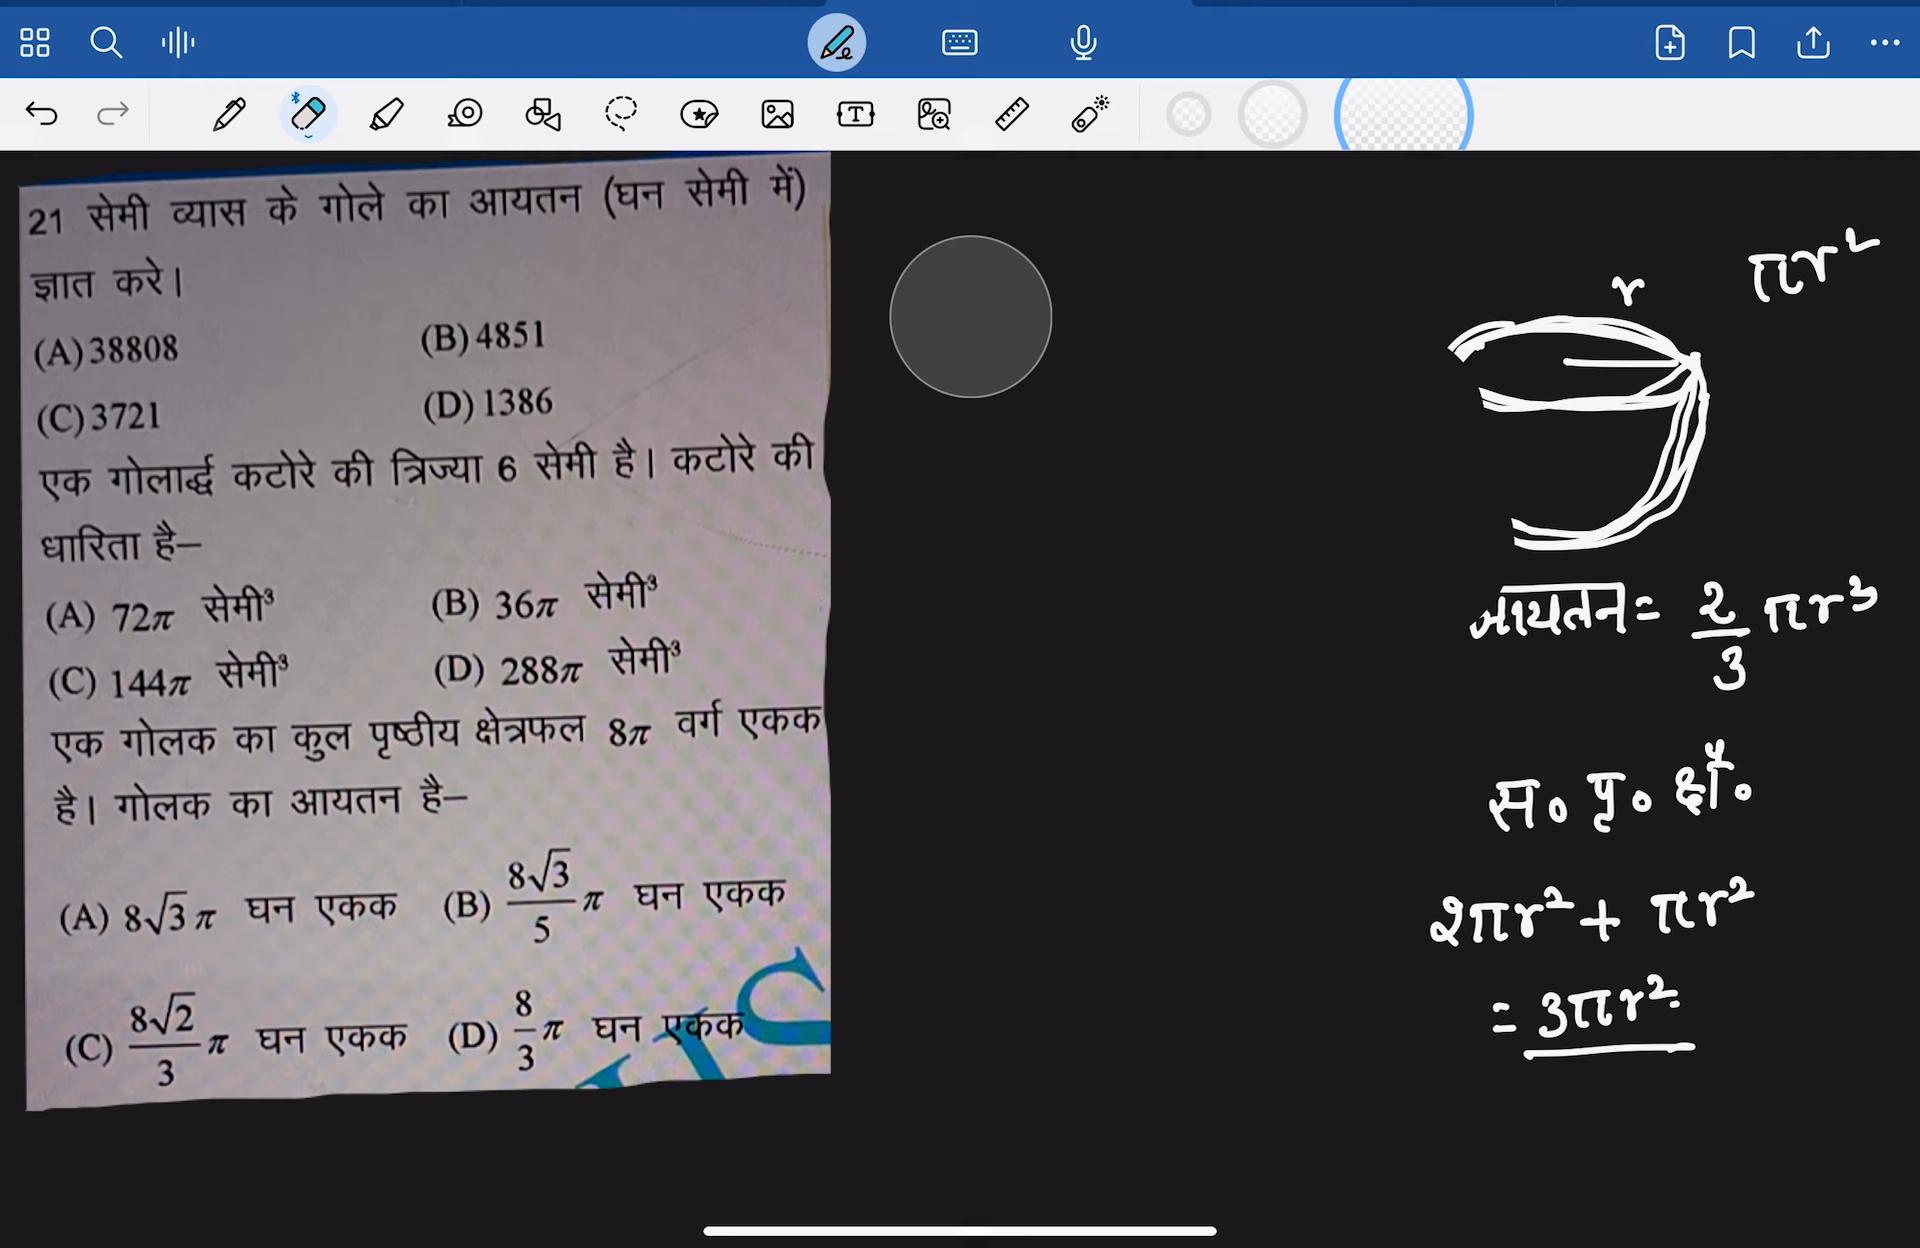 21 सेमी व्यास के गोले का आयतन (घन सेमी में)
ज्ञात करे।
(A) 38808 (B) 4851
(C) 3721 (D) 1386
एक गोलार्द्ध कटोरे की त्रिज्या 6 सेमी है। कटोरे की
धारिता है–
(A) 72π सेमी³ (B) 36π सेमी³
(C) 144π सेमी³ (D) 288π सेमी³
एक गोलक का कुल पृष्ठीय क्षेत्रफल 8π वर्ग एकक
है। गोलक का आयतन है–
(A) 8√3 π घन एकक (B) 8√3/5 π घन एकक
(C) 8√2/3 π घन एकक (D) 8/3 π घन एकक
r πr²
आयतन = 2/3 πr³
स॰ पृ॰ क्षे॰
2πr² + πr²
= 3πr²